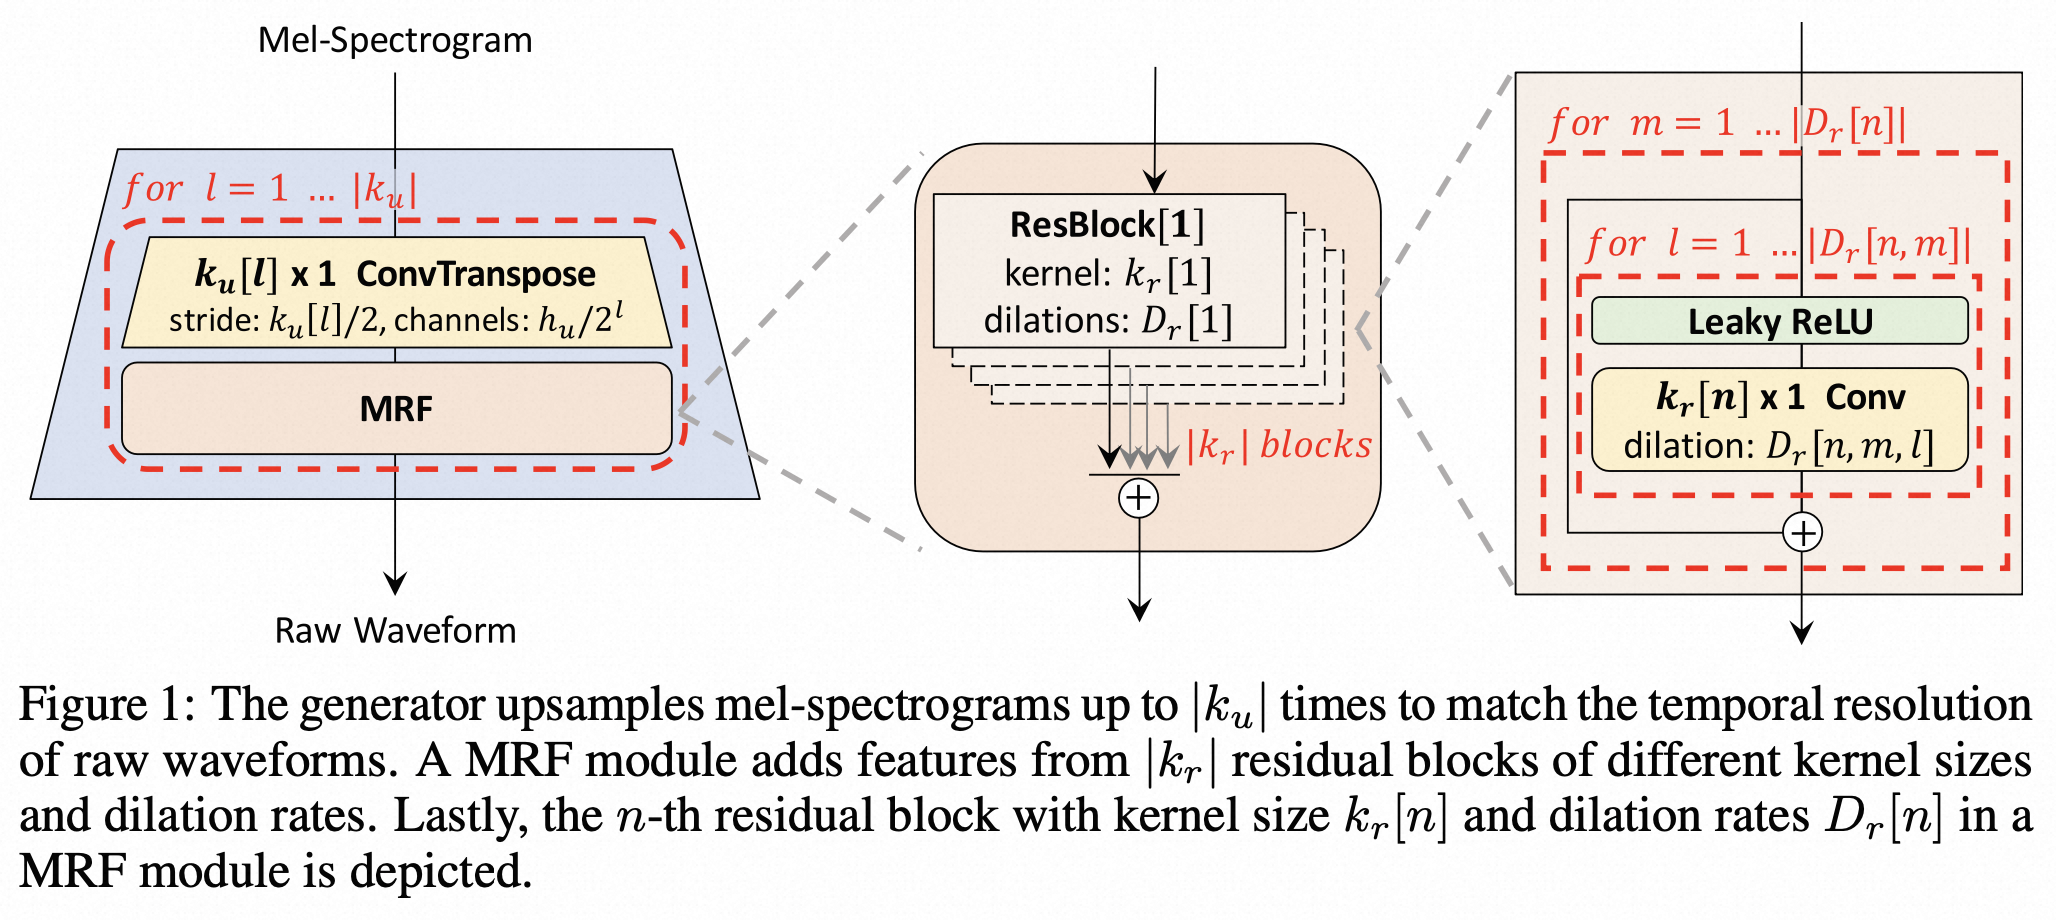 Mel-Spectrogram
for l = 1 ... |k_u|
k_u[l] x 1 ConvTranspose
stride: k_u[l]/2, channels: h_u/2^l
MRF
Raw Waveform
ResBlock[1]
kernel: k_r[1]
dilations: D_r[1]
|k_r| blocks
+
for m = 1 ... |D_r[n]|
for l = 1 ... |D_r[n, m]|
Leaky ReLU
k_r[n] x 1 Conv
dilation: D_r[n, m, l]
+
Figure 1: The generator upsamples mel-spectrograms up to |k_u| times to match the temporal resolution
of raw waveforms. A MRF module adds features from |k_r| residual blocks of different kernel sizes
and dilation rates. Lastly, the n-th residual block with kernel size k_r[n] and dilation rates D_r[n] in a
MRF module is depicted.